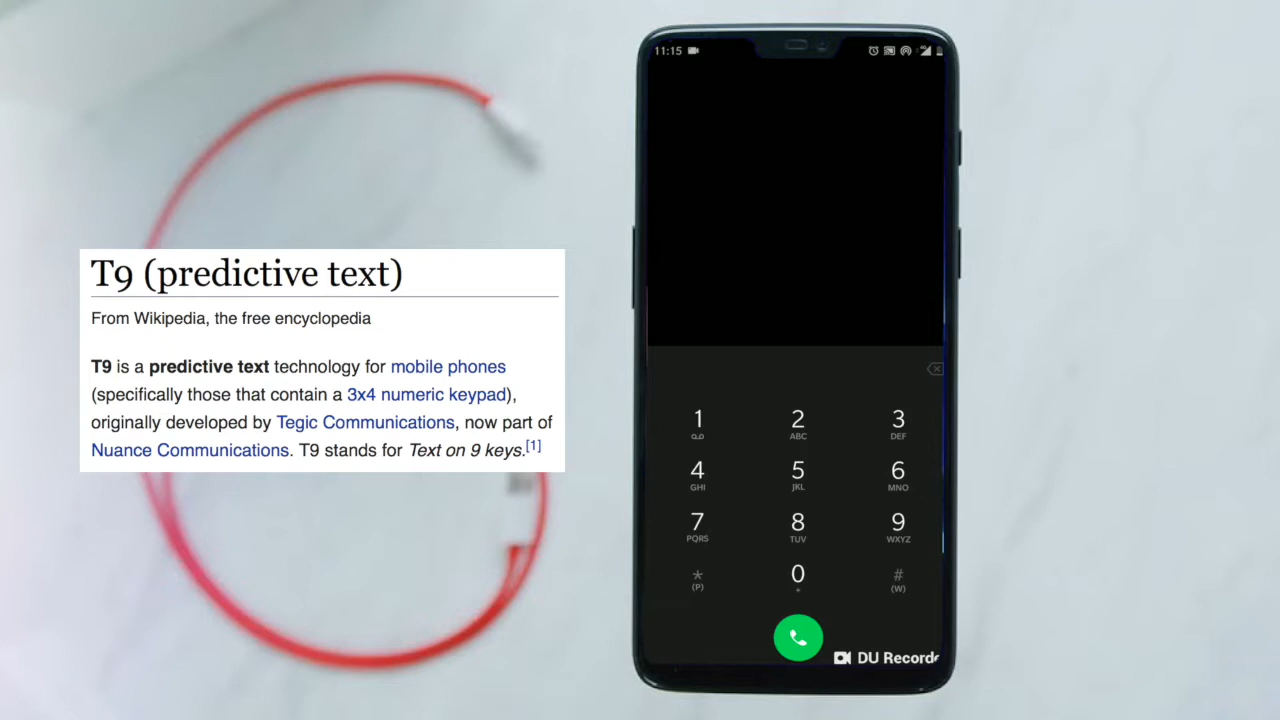 T9 (predictive text)
From Wikipedia, the free encyclopedia
T9 is a predictive text technology for mobile phones
(specifically those that contain a 3x4 numeric keypad),
originally developed by Tegic Communications, now part of
Nuance Communications. T9 stands for Text on 9 keys.[1]
11:15
4G
1 2 3
ABC DEF
4 5 6
GHI JKL MNO
7 8 9
PQRS TUV WXYZ
* 0 #
(P) + (W)
DU Recorde